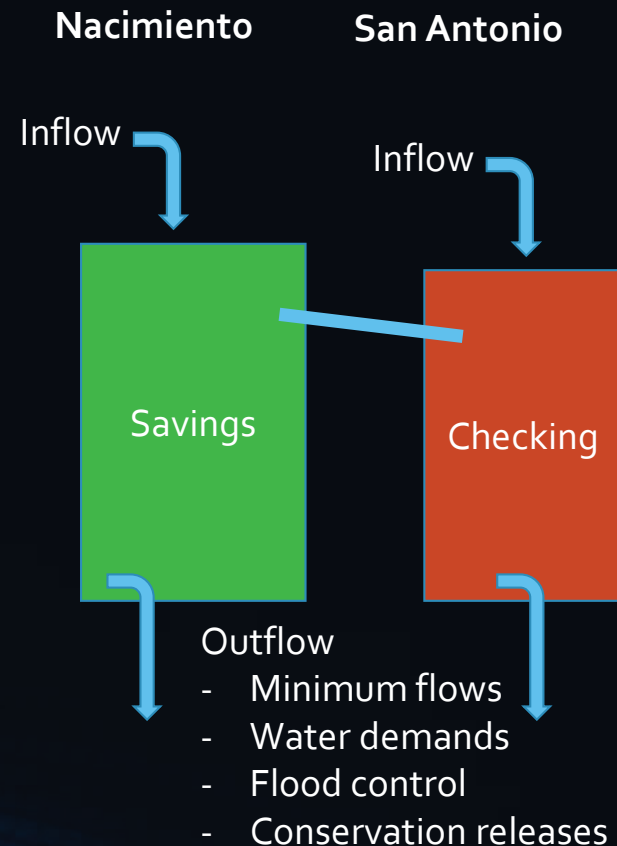 Nacimiento
San Antonio
Inflow
Inflow
Savings
Checking
Outflow
- Minimum flows
- Water demands
- Flood control
- Conservation releases